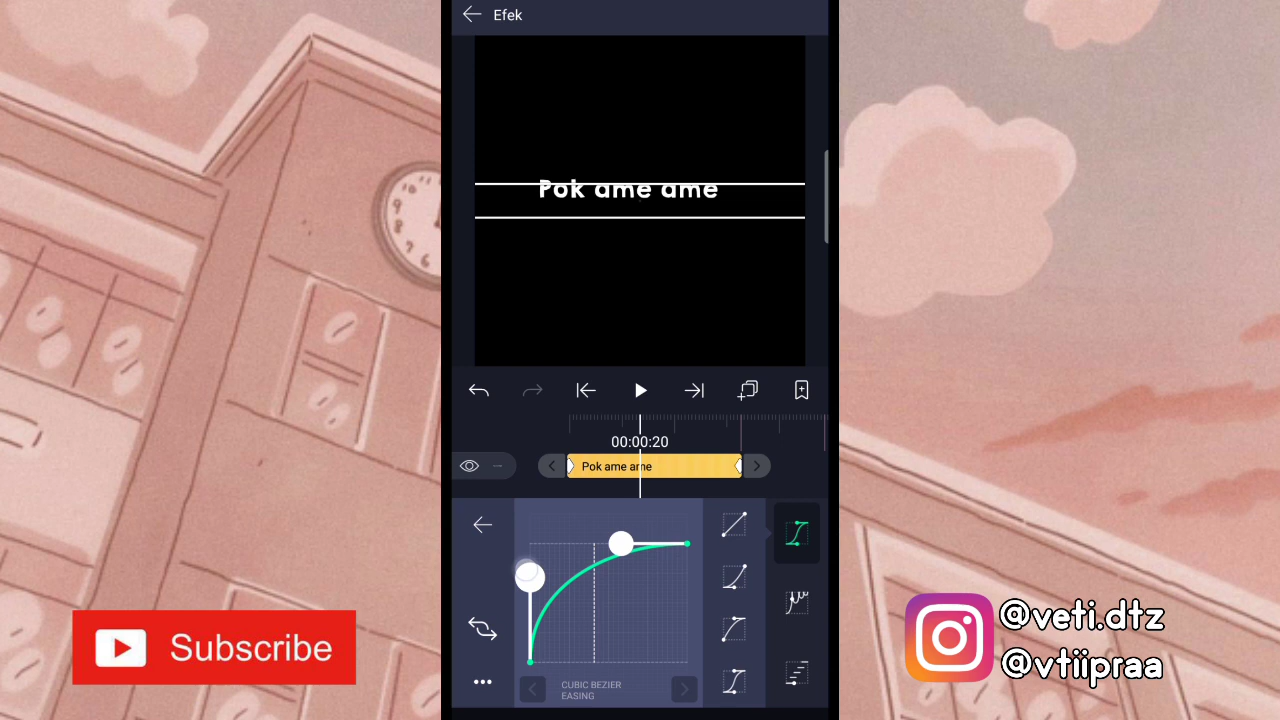 Efek
Pok ame ame
00:00:20
Pok ame ame
CUBIC BEZIER
EASING
Subscribe
@veti.dtz
@vtiipraa